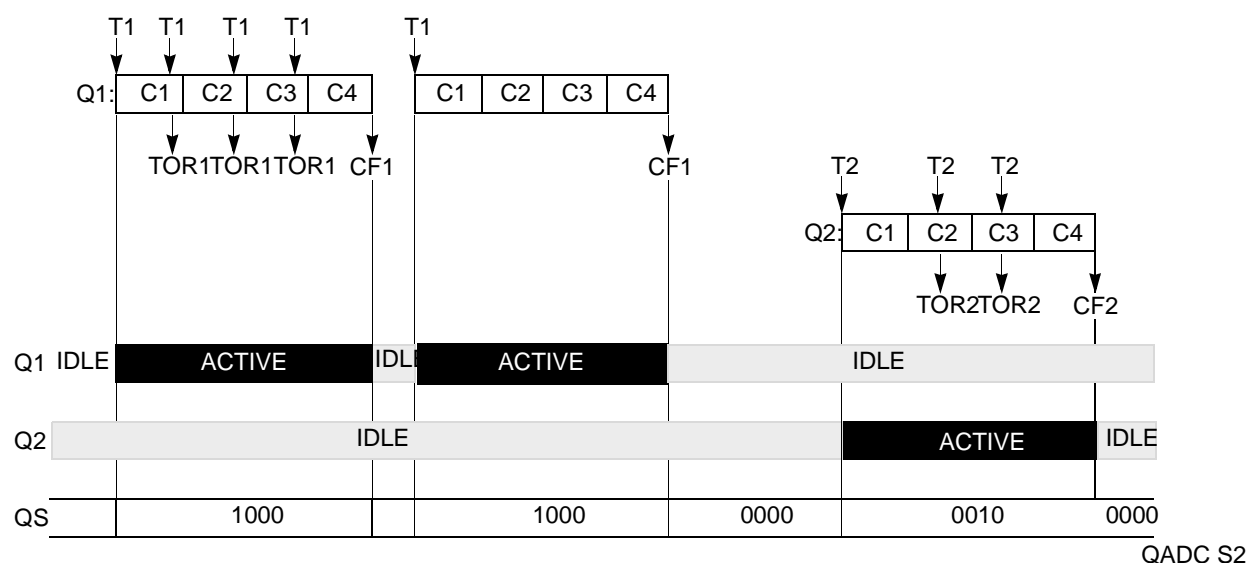 T1 T1 T1 T1 T1
Q1: C1 C2 C3 C4 C1 C2 C3 C4
TOR1 TOR1 TOR1 CF1 CF1 T2 T2 T2
Q2: C1 C2 C3 C4
TOR2 TOR2 CF2
Q1 IDLE ACTIVE IDLE ACTIVE IDLE
Q2 IDLE ACTIVE IDLE
QS 1000 1000 0000 0010 0000
QADC S2